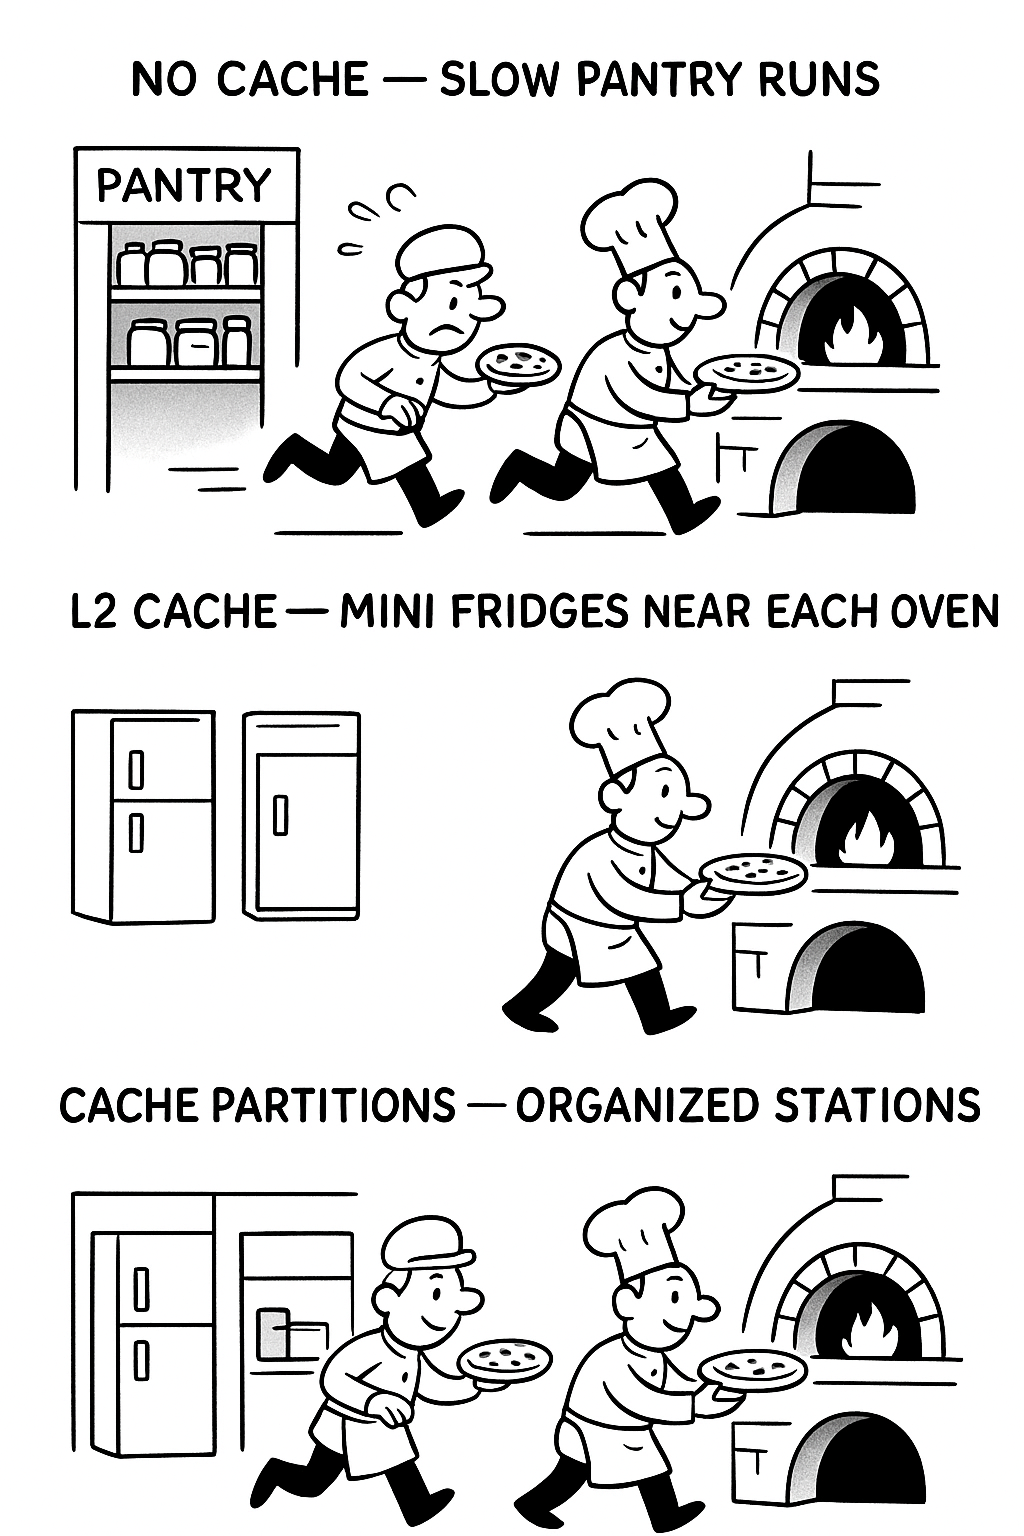 NO CACHE — SLOW PANTRY RUNS
PANTRY
L2 CACHE — MINI FRIDGES NEAR EACH OVEN
CACHE PARTITIONS — ORGANIZED STATIONS